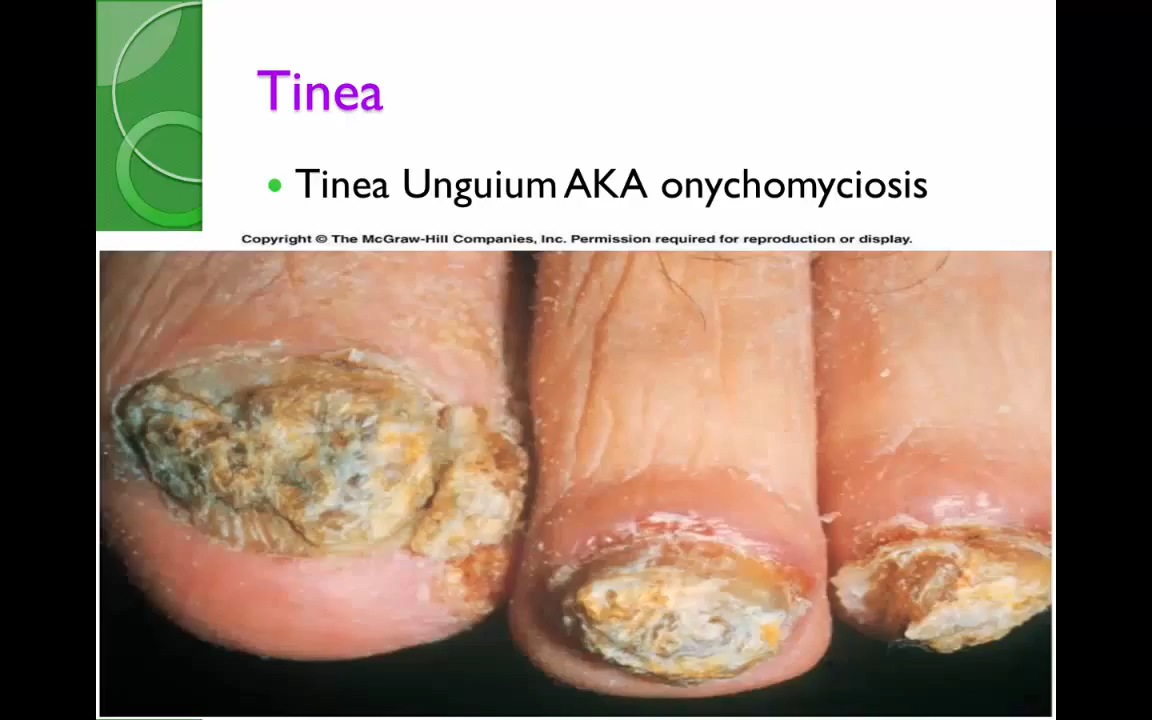 Tinea
Tinea Unguium AKA onychomyciosis
Copyright © The McGraw-Hill Companies, Inc. Permission required for reproduction or display.